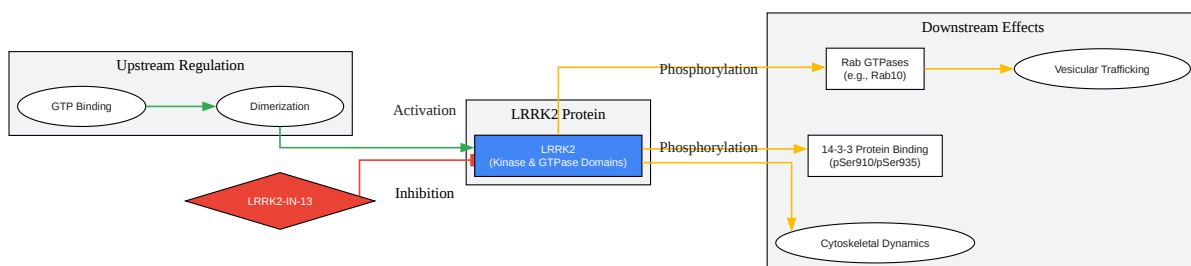 Downstream Effects
Upstream Regulation
GTP Binding
Dimerization
Activation
LRRK2-IN-13
Inhibition
LRRK2 Protein
LRRK2
(Kinase & GTPase Domains)
Phosphorylation
Rab GTPases
(e.g., Rab10)
Vesicular Trafficking
Phosphorylation
14-3-3 Protein Binding
(pSer910/pSer935)
Cytoskeletal Dynamics